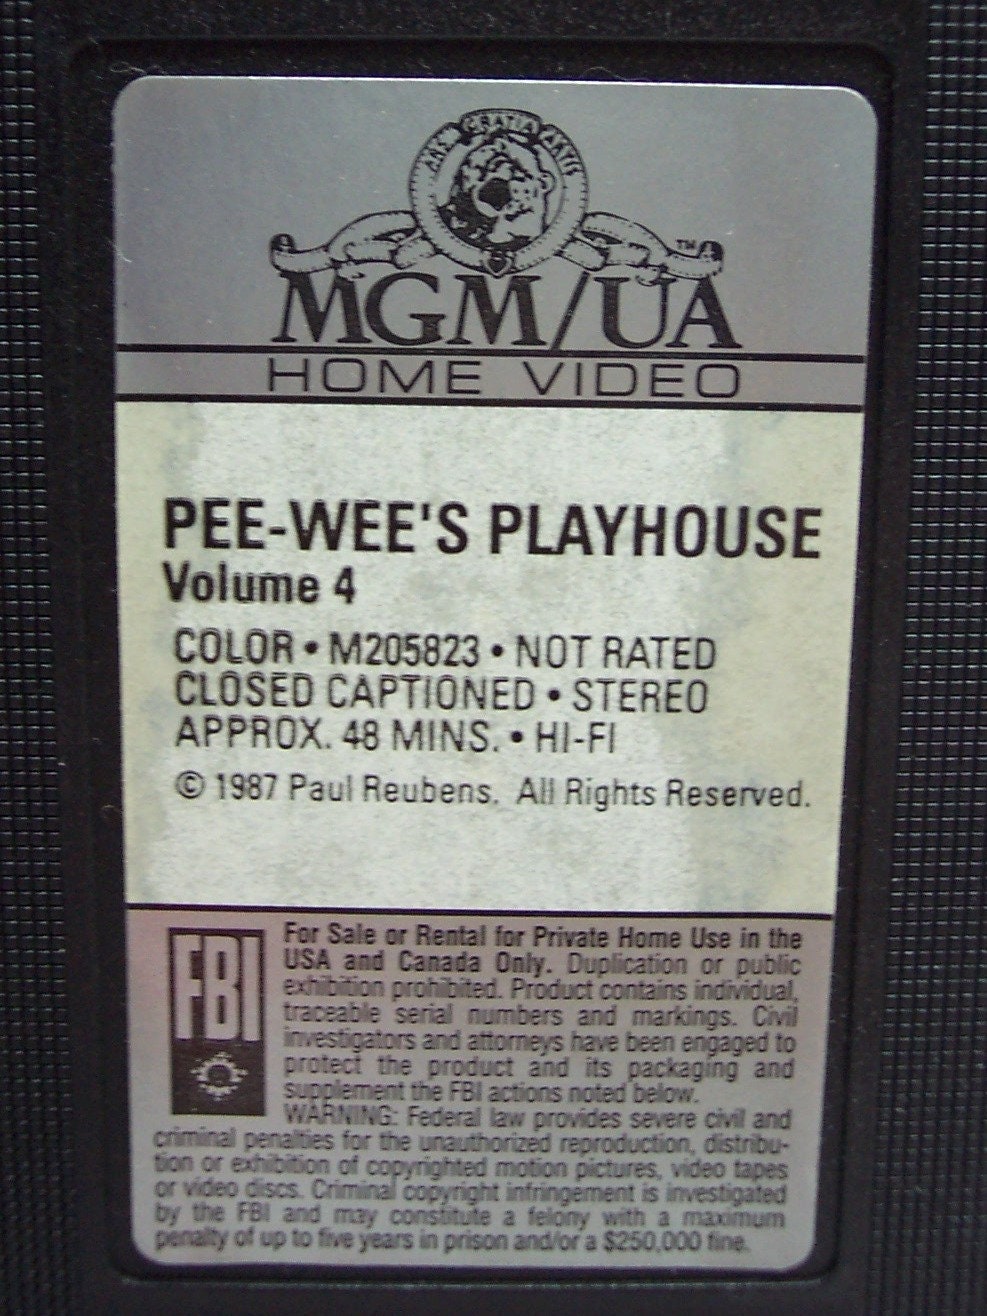 ARS GRATIA ARTIS
TM
MGM/UA
HOME VIDEO
PEE-WEE'S PLAYHOUSE
Volume 4
COLOR • M205823 • NOT RATED
CLOSED CAPTIONED • STEREO
APPROX. 48 MINS. • HI-FI
© 1987 Paul Reubens. All Rights Reserved.
FBI
For Sale or Rental for Private Home Use in the
USA and Canada Only. Duplication or public
exhibition prohibited. Product contains individual,
traceable serial numbers and markings. Civil
investigators and attorneys have been engaged to
protect the product and its packaging and
supplement the FBI actions noted below.
WARNING: Federal law provides severe civil and
criminal penalties for the unauthorized reproduction, distribu-
tion or exhibition of copyrighted motion pictures, video tapes
or video discs. Criminal copyright infringement is investigated
by the FBI and may constitute a felony with a maximum
penalty of up to five years in prison and/or a $250,000 fine.